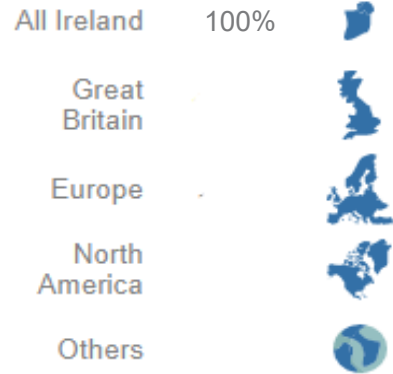 All Ireland 100%
Great
Britain
Europe -
North
America
Others